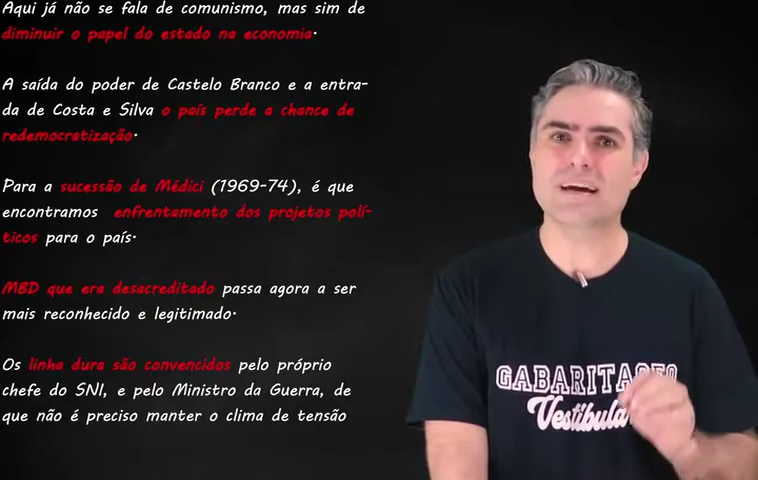 Aqui já não se fala de comunismo, mas sim de
diminuir o papel do estado na economia.
A saída do poder de Castelo Branco e a entra-
da de Costa e Silva o país perde a chance de
redemocratização.
Para a sucessão de Médici (1969-74), é que
encontramos enfrentamento dos projetos polí-
ticos para o país.
MBD que era desacreditado passa agora a ser
mais reconhecido e legitimado.
Os linha dura são convencidos pelo próprio
chefe do SNI, e pelo Ministro da Guerra, de
que não é preciso manter o clima de tensão
GABARITAGEO
Vestibula